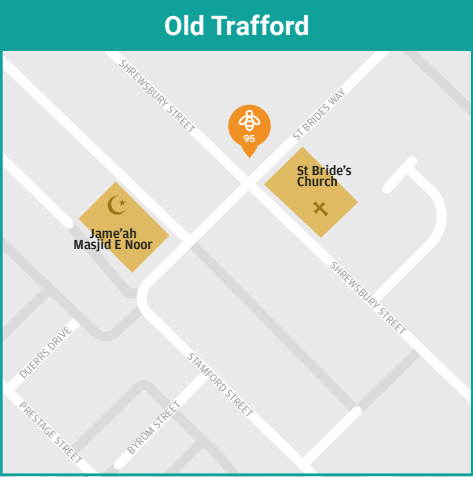 Old Trafford
SHREWSBURY STREET
ST BRIDES WAY
95
St Bride's
Church
Jame'ah
Masjid E Noor
SHREWSBURY STREET
DUERRS DRIVE
STAMFORD STREET
PRESTAGE STREET
BYROM STREET